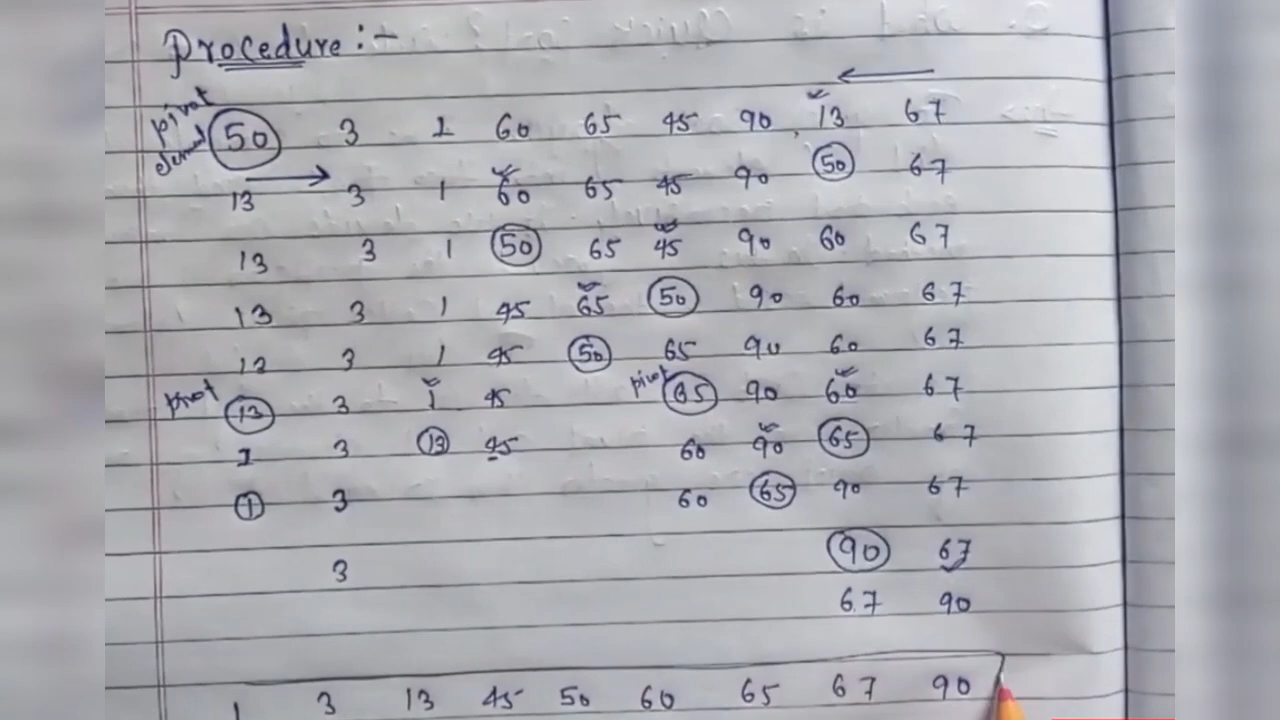 Procedure :-
pivot element 50 3 1 60 65 45 90 13 67
13 3 1 60 65 45 90 50 67
13 3 1 50 65 45 90 60 67
13 3 1 45 65 50 90 60 67
13 3 1 45 50 65 90 60 67
pivot 13 3 1 45 pivot 65 90 60 67
1 3 13 45 60 90 65 67
1 3 60 65 90 67
3 90 67
67 90
1 3 13 45 50 60 65 67 90